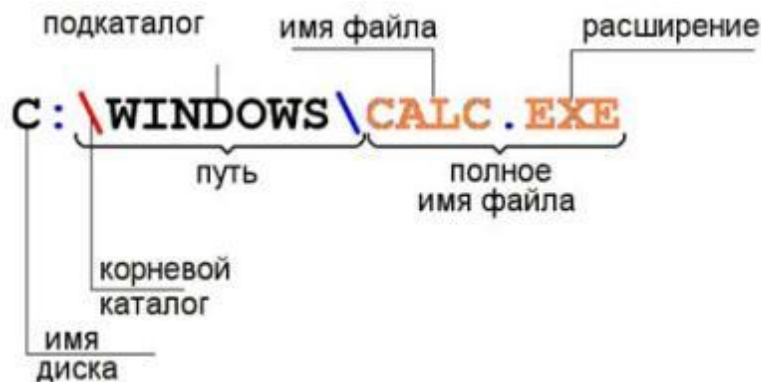 подкаталог
имя файла
расширение
C:\WINDOWS\CALC.EXE
путь
полное
имя файла
корневой
каталог
имя
диска